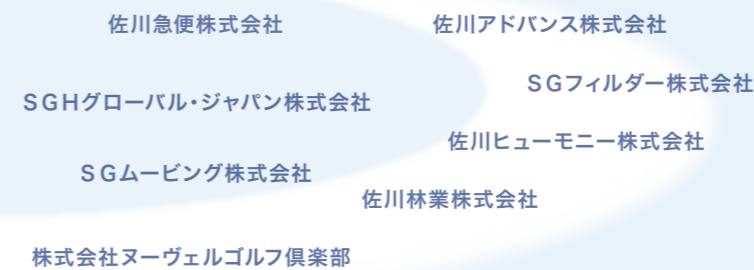 佐川急便株式会社
佐川アドバンス株式会社
SGフィルダー株式会社
SGHグローバル・ジャパン株式会社
佐川ヒューモニー株式会社
SGムービング株式会社
佐川林業株式会社
株式会社ヌーヴェルゴルフ倶楽部